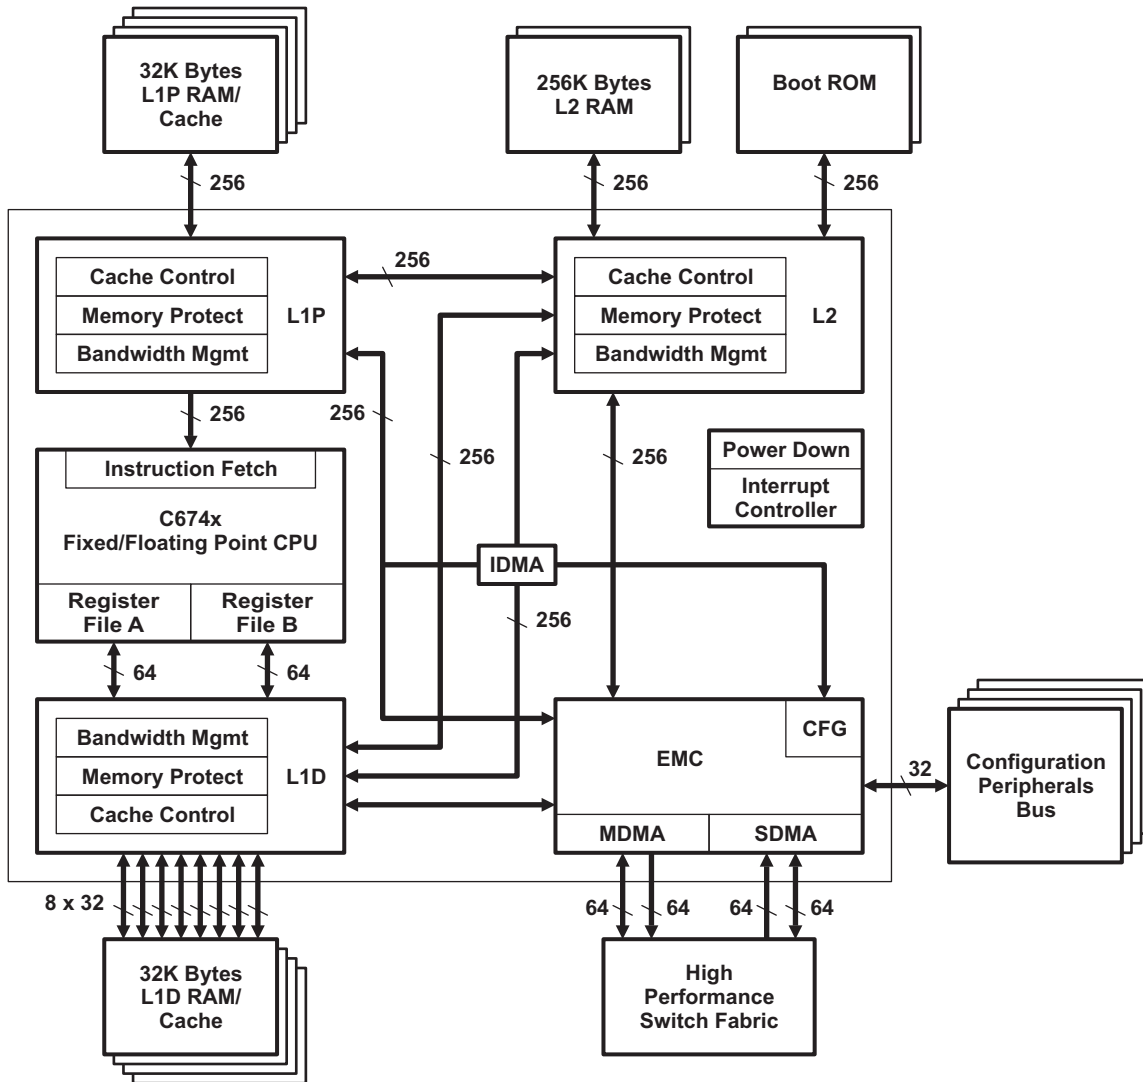 32K Bytes
L1P RAM/
Cache
256K Bytes
L2 RAM
Boot ROM
256
256
256
Cache Control
Memory Protect
Bandwidth Mgmt
L1P
256
Cache Control
Memory Protect
Bandwidth Mgmt
L2
256
256
256
256
Instruction Fetch
C674x
Fixed/Floating Point CPU
Register
File A
Register
File B
Power Down
Interrupt
Controller
IDMA
256
64
64
Bandwidth Mgmt
Memory Protect
Cache Control
L1D
EMC
CFG
MDMA
SDMA
32
Configuration
Peripherals
Bus
8 x 32
64
64
64
64
32K Bytes
L1D RAM/
Cache
High
Performance
Switch Fabric